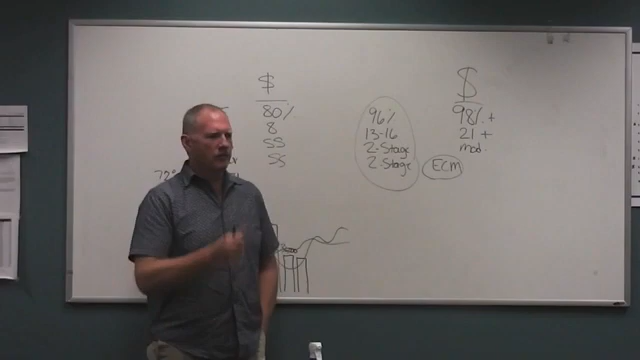 $
80%
8
SS
SS
72°
96%
13-16
2-Stage
2-Stage
ECM
$
98% +
21 +
mod.